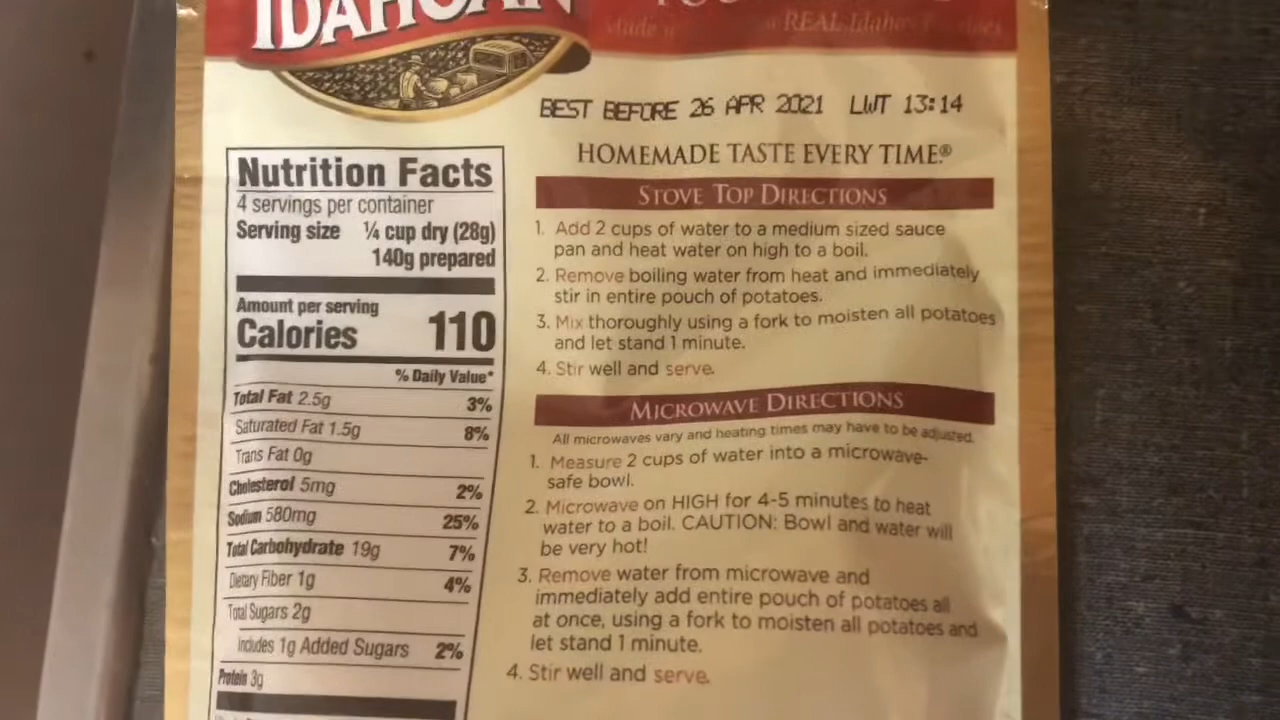 IDAHOAN
Made REAL Idaho
BEST BEFORE 26 APR 2021 LWT 13:14
HOMEMADE TASTE EVERY TIME.®
Nutrition Facts
4 servings per container
Serving size ¼ cup dry (28g)
140g prepared
Amount per serving
Calories 110
% Daily Value*
Total Fat 2.5g 3%
Saturated Fat 1.5g 8%
Trans Fat 0g
Cholesterol 5mg 2%
Sodium 580mg 25%
Total Carbohydrate 19g 7%
Dietary Fiber 1g 4%
Total Sugars 2g
Includes 1g Added Sugars 2%
Protein 3g
STOVE TOP DIRECTIONS
1. Add 2 cups of water to a medium sized sauce
pan and heat water on high to a boil.
2. Remove boiling water from heat and immediately
stir in entire pouch of potatoes.
3. Mix thoroughly using a fork to moisten all potatoes
and let stand 1 minute.
4. Stir well and serve.
MICROWAVE DIRECTIONS
All microwaves vary and heating times may have to be adjusted.
1. Measure 2 cups of water into a microwave-
safe bowl.
2. Microwave on HIGH for 4-5 minutes to heat
water to a boil. CAUTION: Bowl and water will
be very hot!
3. Remove water from microwave and
immediately add entire pouch of potatoes all
at once, using a fork to moisten all potatoes and
let stand 1 minute.
4. Stir well and serve.